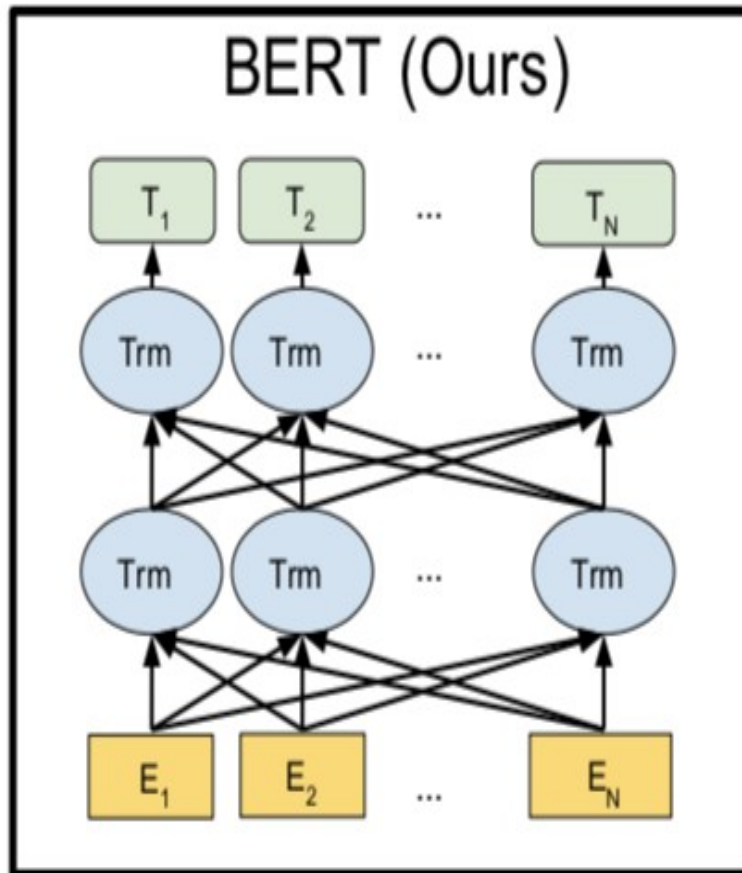 BERT (Ours)
T1 T2 ... TN
Trm Trm ... Trm
Trm Trm ... Trm
E1 E2 ... EN